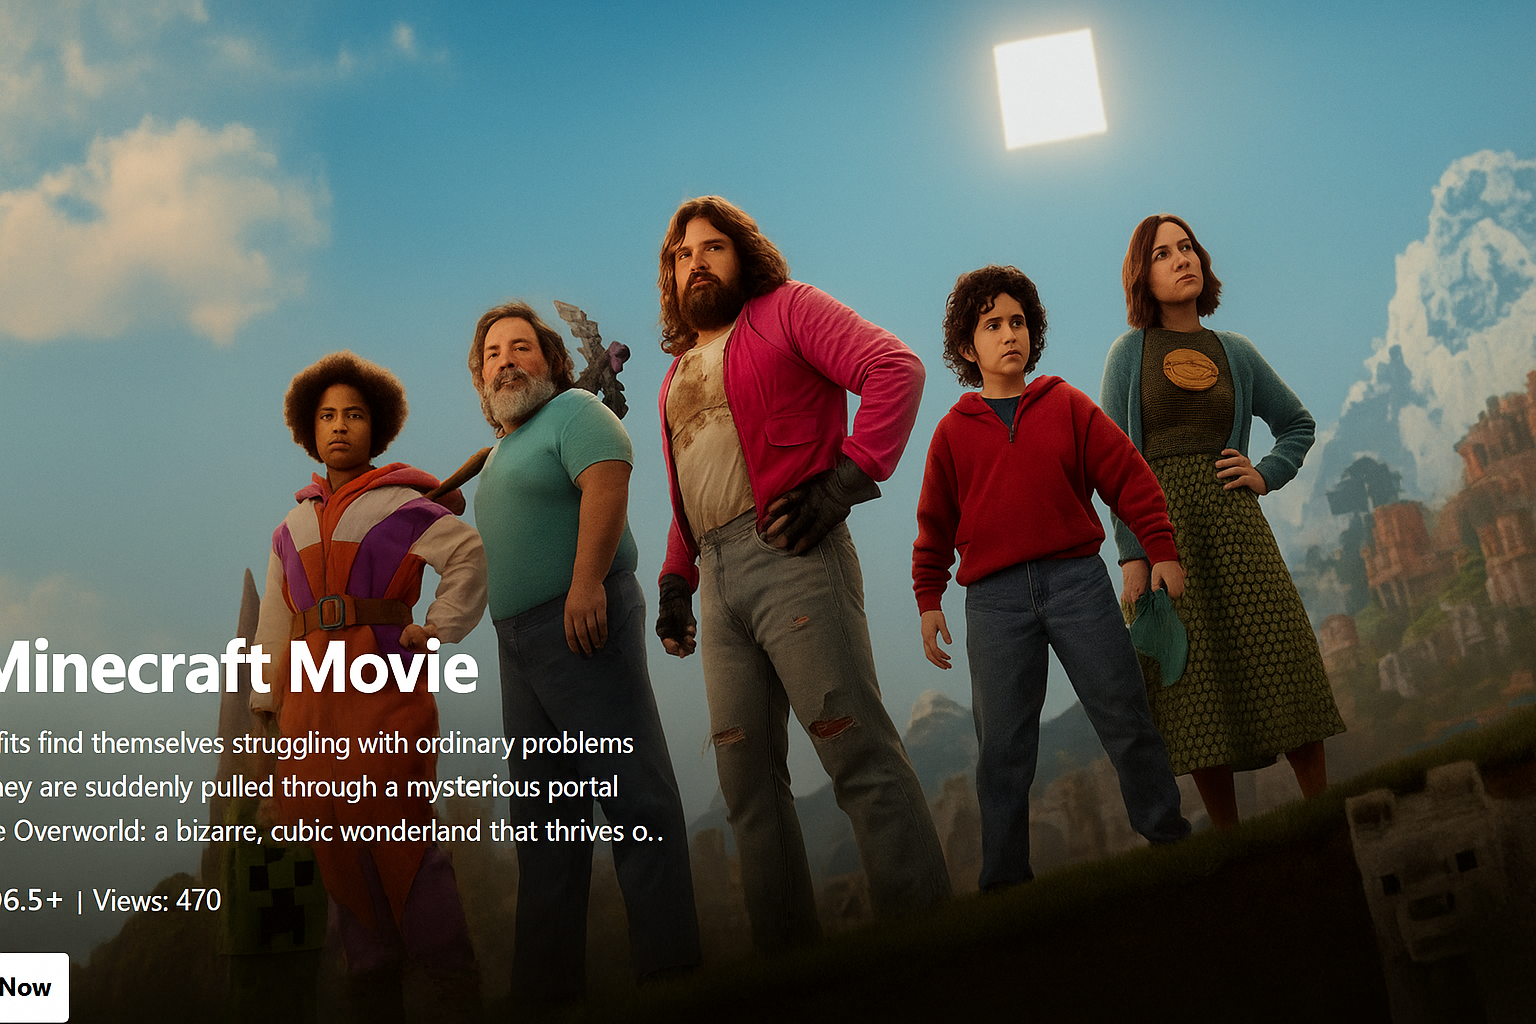 Minecraft Movie
fits find themselves struggling with ordinary problems
hey are suddenly pulled through a mysterious portal
e Overworld: a bizarre, cubic wonderland that thrives o..
96.5+ | Views: 470
Now